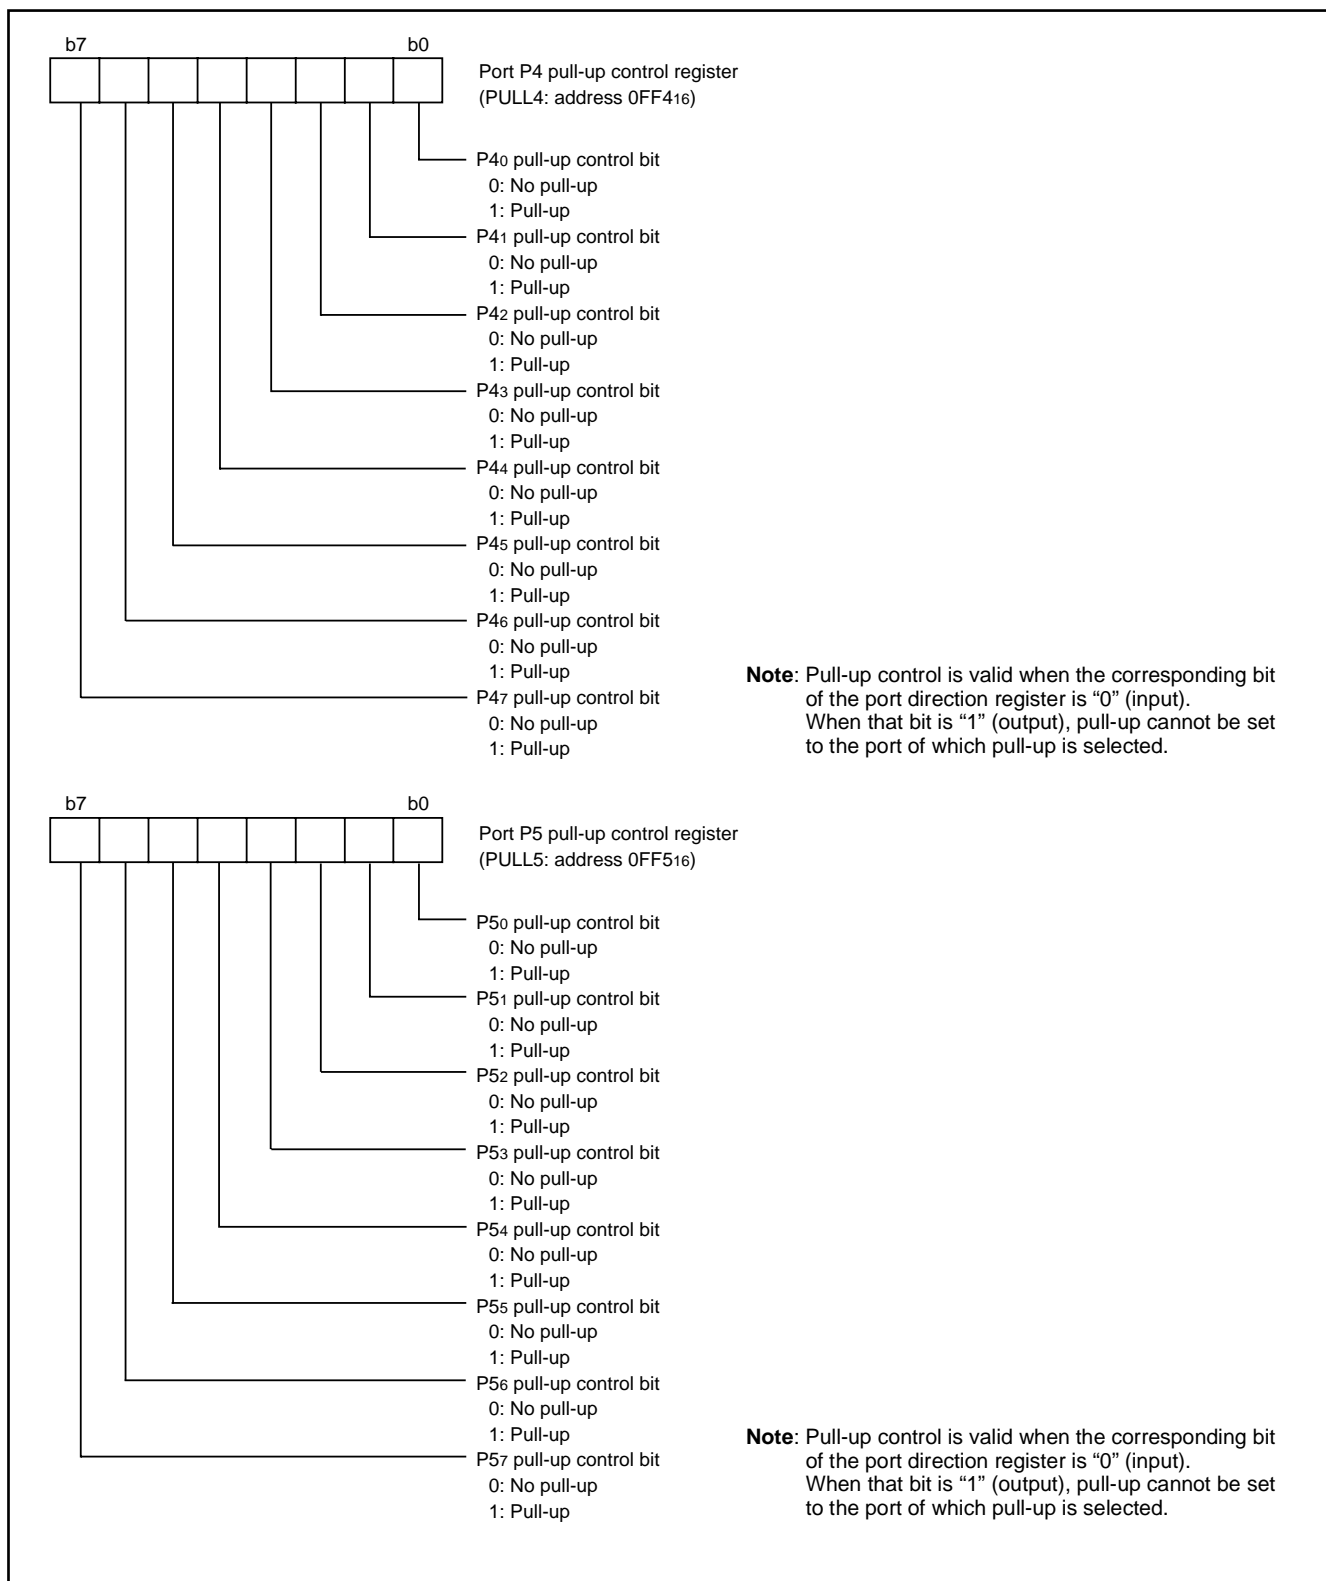 b7 b0
Port P4 pull-up control register
(PULL4: address 0FF416)
P40 pull-up control bit
0: No pull-up
1: Pull-up
P41 pull-up control bit
0: No pull-up
1: Pull-up
P42 pull-up control bit
0: No pull-up
1: Pull-up
P43 pull-up control bit
0: No pull-up
1: Pull-up
P44 pull-up control bit
0: No pull-up
1: Pull-up
P45 pull-up control bit
0: No pull-up
1: Pull-up
P46 pull-up control bit
0: No pull-up
1: Pull-up
P47 pull-up control bit
0: No pull-up
1: Pull-up
Note: Pull-up control is valid when the corresponding bit
of the port direction register is “0” (input).
When that bit is “1” (output), pull-up cannot be set
to the port of which pull-up is selected.
b7 b0
Port P5 pull-up control register
(PULL5: address 0FF516)
P50 pull-up control bit
0: No pull-up
1: Pull-up
P51 pull-up control bit
0: No pull-up
1: Pull-up
P52 pull-up control bit
0: No pull-up
1: Pull-up
P53 pull-up control bit
0: No pull-up
1: Pull-up
P54 pull-up control bit
0: No pull-up
1: Pull-up
P55 pull-up control bit
0: No pull-up
1: Pull-up
P56 pull-up control bit
0: No pull-up
1: Pull-up
P57 pull-up control bit
0: No pull-up
1: Pull-up
Note: Pull-up control is valid when the corresponding bit
of the port direction register is “0” (input).
When that bit is “1” (output), pull-up cannot be set
to the port of which pull-up is selected.